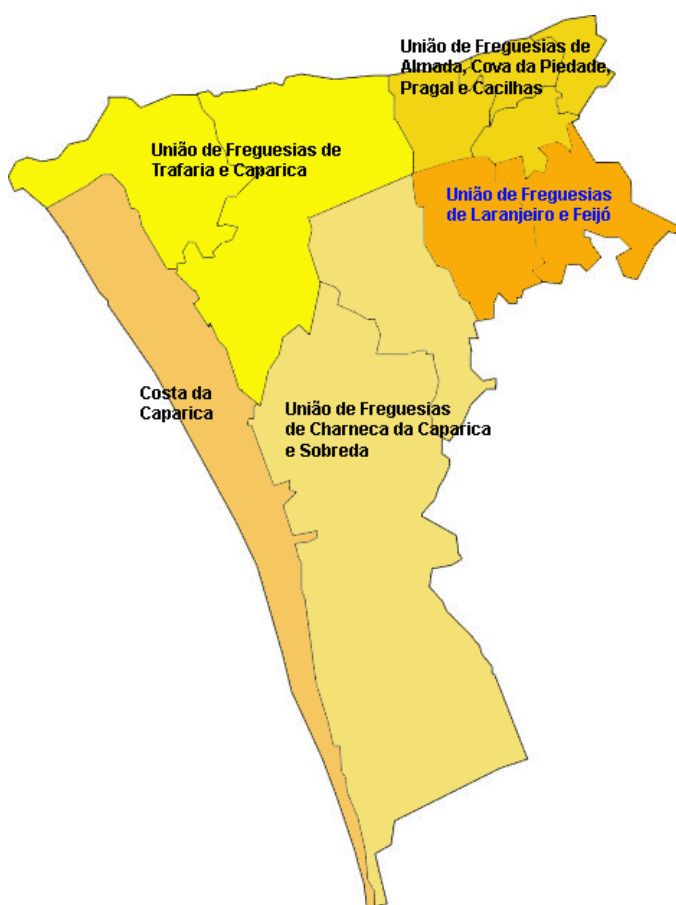 União de Freguesias de
Almada, Cova da Piedade,
Pragal e Cacilhas
União de Freguesias de
Trafaria e Caparica
União de Freguesias
de Laranjeiro e Feijó
Costa da
Caparica
União de Freguesias
de Charneca da Caparica
e Sobreda